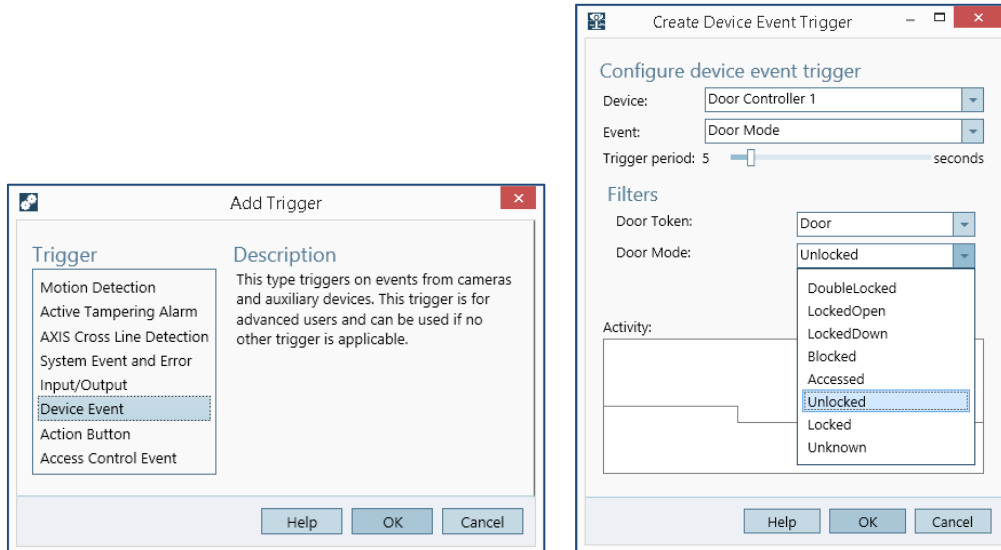 Add Trigger
Trigger
Motion Detection
Active Tampering Alarm
AXIS Cross Line Detection
System Event and Error
Input/Output
Device Event
Action Button
Access Control Event
Description
This type triggers on events from cameras
and auxiliary devices. This trigger is for
advanced users and can be used if no
other trigger is applicable.
Help OK Cancel
Create Device Event Trigger
Configure device event trigger
Device: Door Controller 1
Event: Door Mode
Trigger period: 5 seconds
Filters
Door Token: Door
Door Mode: Unlocked
DoubleLocked
LockedOpen
LockedDown
Blocked
Accessed
Unlocked
Locked
Unknown
Activity:
Help OK Cancel